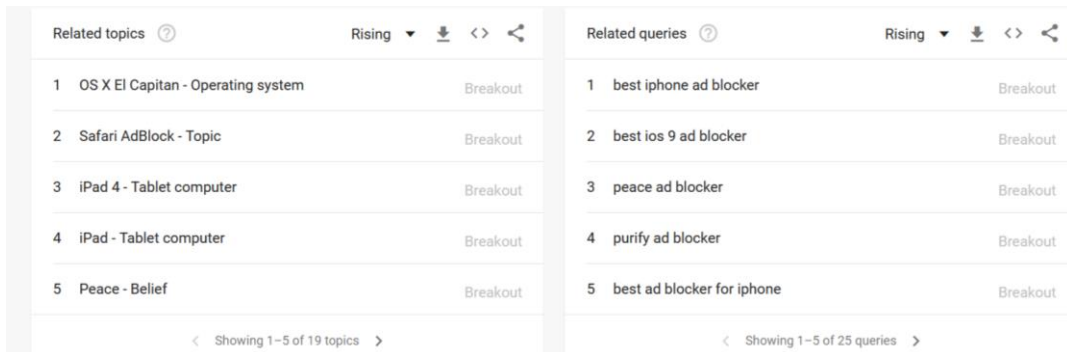 Related topics
Rising
1 OS X El Capitan - Operating system Breakout
2 Safari AdBlock - Topic Breakout
3 iPad 4 - Tablet computer Breakout
4 iPad - Tablet computer Breakout
5 Peace - Belief Breakout
Showing 1–5 of 19 topics
Related queries
Rising
1 best iphone ad blocker Breakout
2 best ios 9 ad blocker Breakout
3 peace ad blocker Breakout
4 purify ad blocker Breakout
5 best ad blocker for iphone Breakout
Showing 1–5 of 25 queries